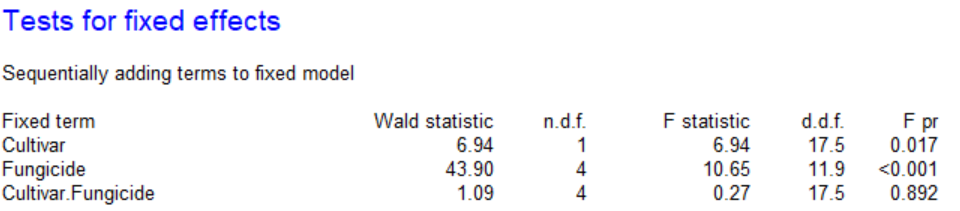 Tests for fixed effects
Sequentially adding terms to fixed model
Fixed term Wald statistic n.d.f. F statistic d.d.f. F pr
Cultivar 6.94 1 6.94 17.5 0.017
Fungicide 43.90 4 10.65 11.9 <0.001
Cultivar.Fungicide 1.09 4 0.27 17.5 0.892